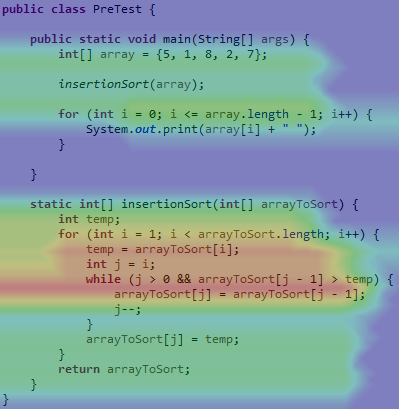 public class PreTest {
public static void main(String[] args) {
int[] array = {5, 1, 8, 2, 7};
insertionSort(array);
for (int i = 0; i <= array.length - 1; i++) {
System.out.print(array[i] + " ");
}
}
static int[] insertionSort(int[] arrayToSort) {
int temp;
for (int i = 1; i < arrayToSort.length; i++) {
temp = arrayToSort[i];
int j = i;
while (j > 0 && arrayToSort[j - 1] > temp) {
arrayToSort[j] = arrayToSort[j - 1];
j--;
}
arrayToSort[j] = temp;
}
return arrayToSort;
}
}